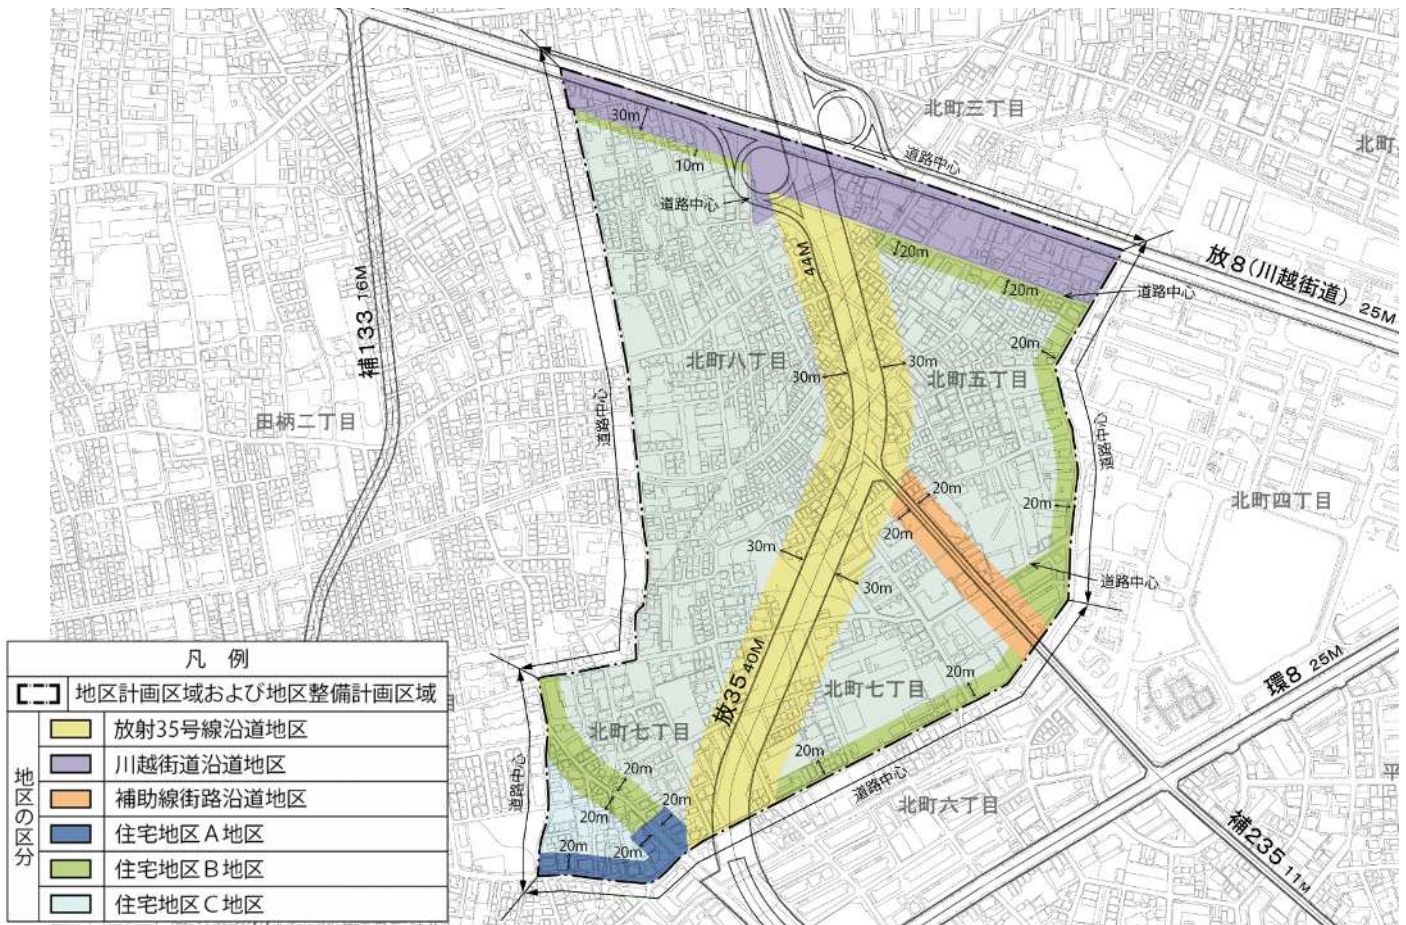 北町三丁目
北町
30m
道路中心
10m
道路中心
44M
20m
放8(川越街道) 25M
20m
道路中心
補133 16M
20m
北町八丁目
30m
30m
北町五丁目
田柄二丁目
道路中心
道路中心
20m
20m
北町四丁目
20m
30m
道路中心
30m
放35 40M
20m
北町七丁目
環8 25M
北町七丁目
20m
道路中心
20m
20m
20m
道路中心
北町六丁目
平
20m
20m
補235 11M
凡 例
地区計画区域および地区整備計画区域
地区の区分
放射35号線沿道地区
川越街道沿道地区
補助線街路沿道地区
住宅地区A地区
住宅地区B地区
住宅地区C地区